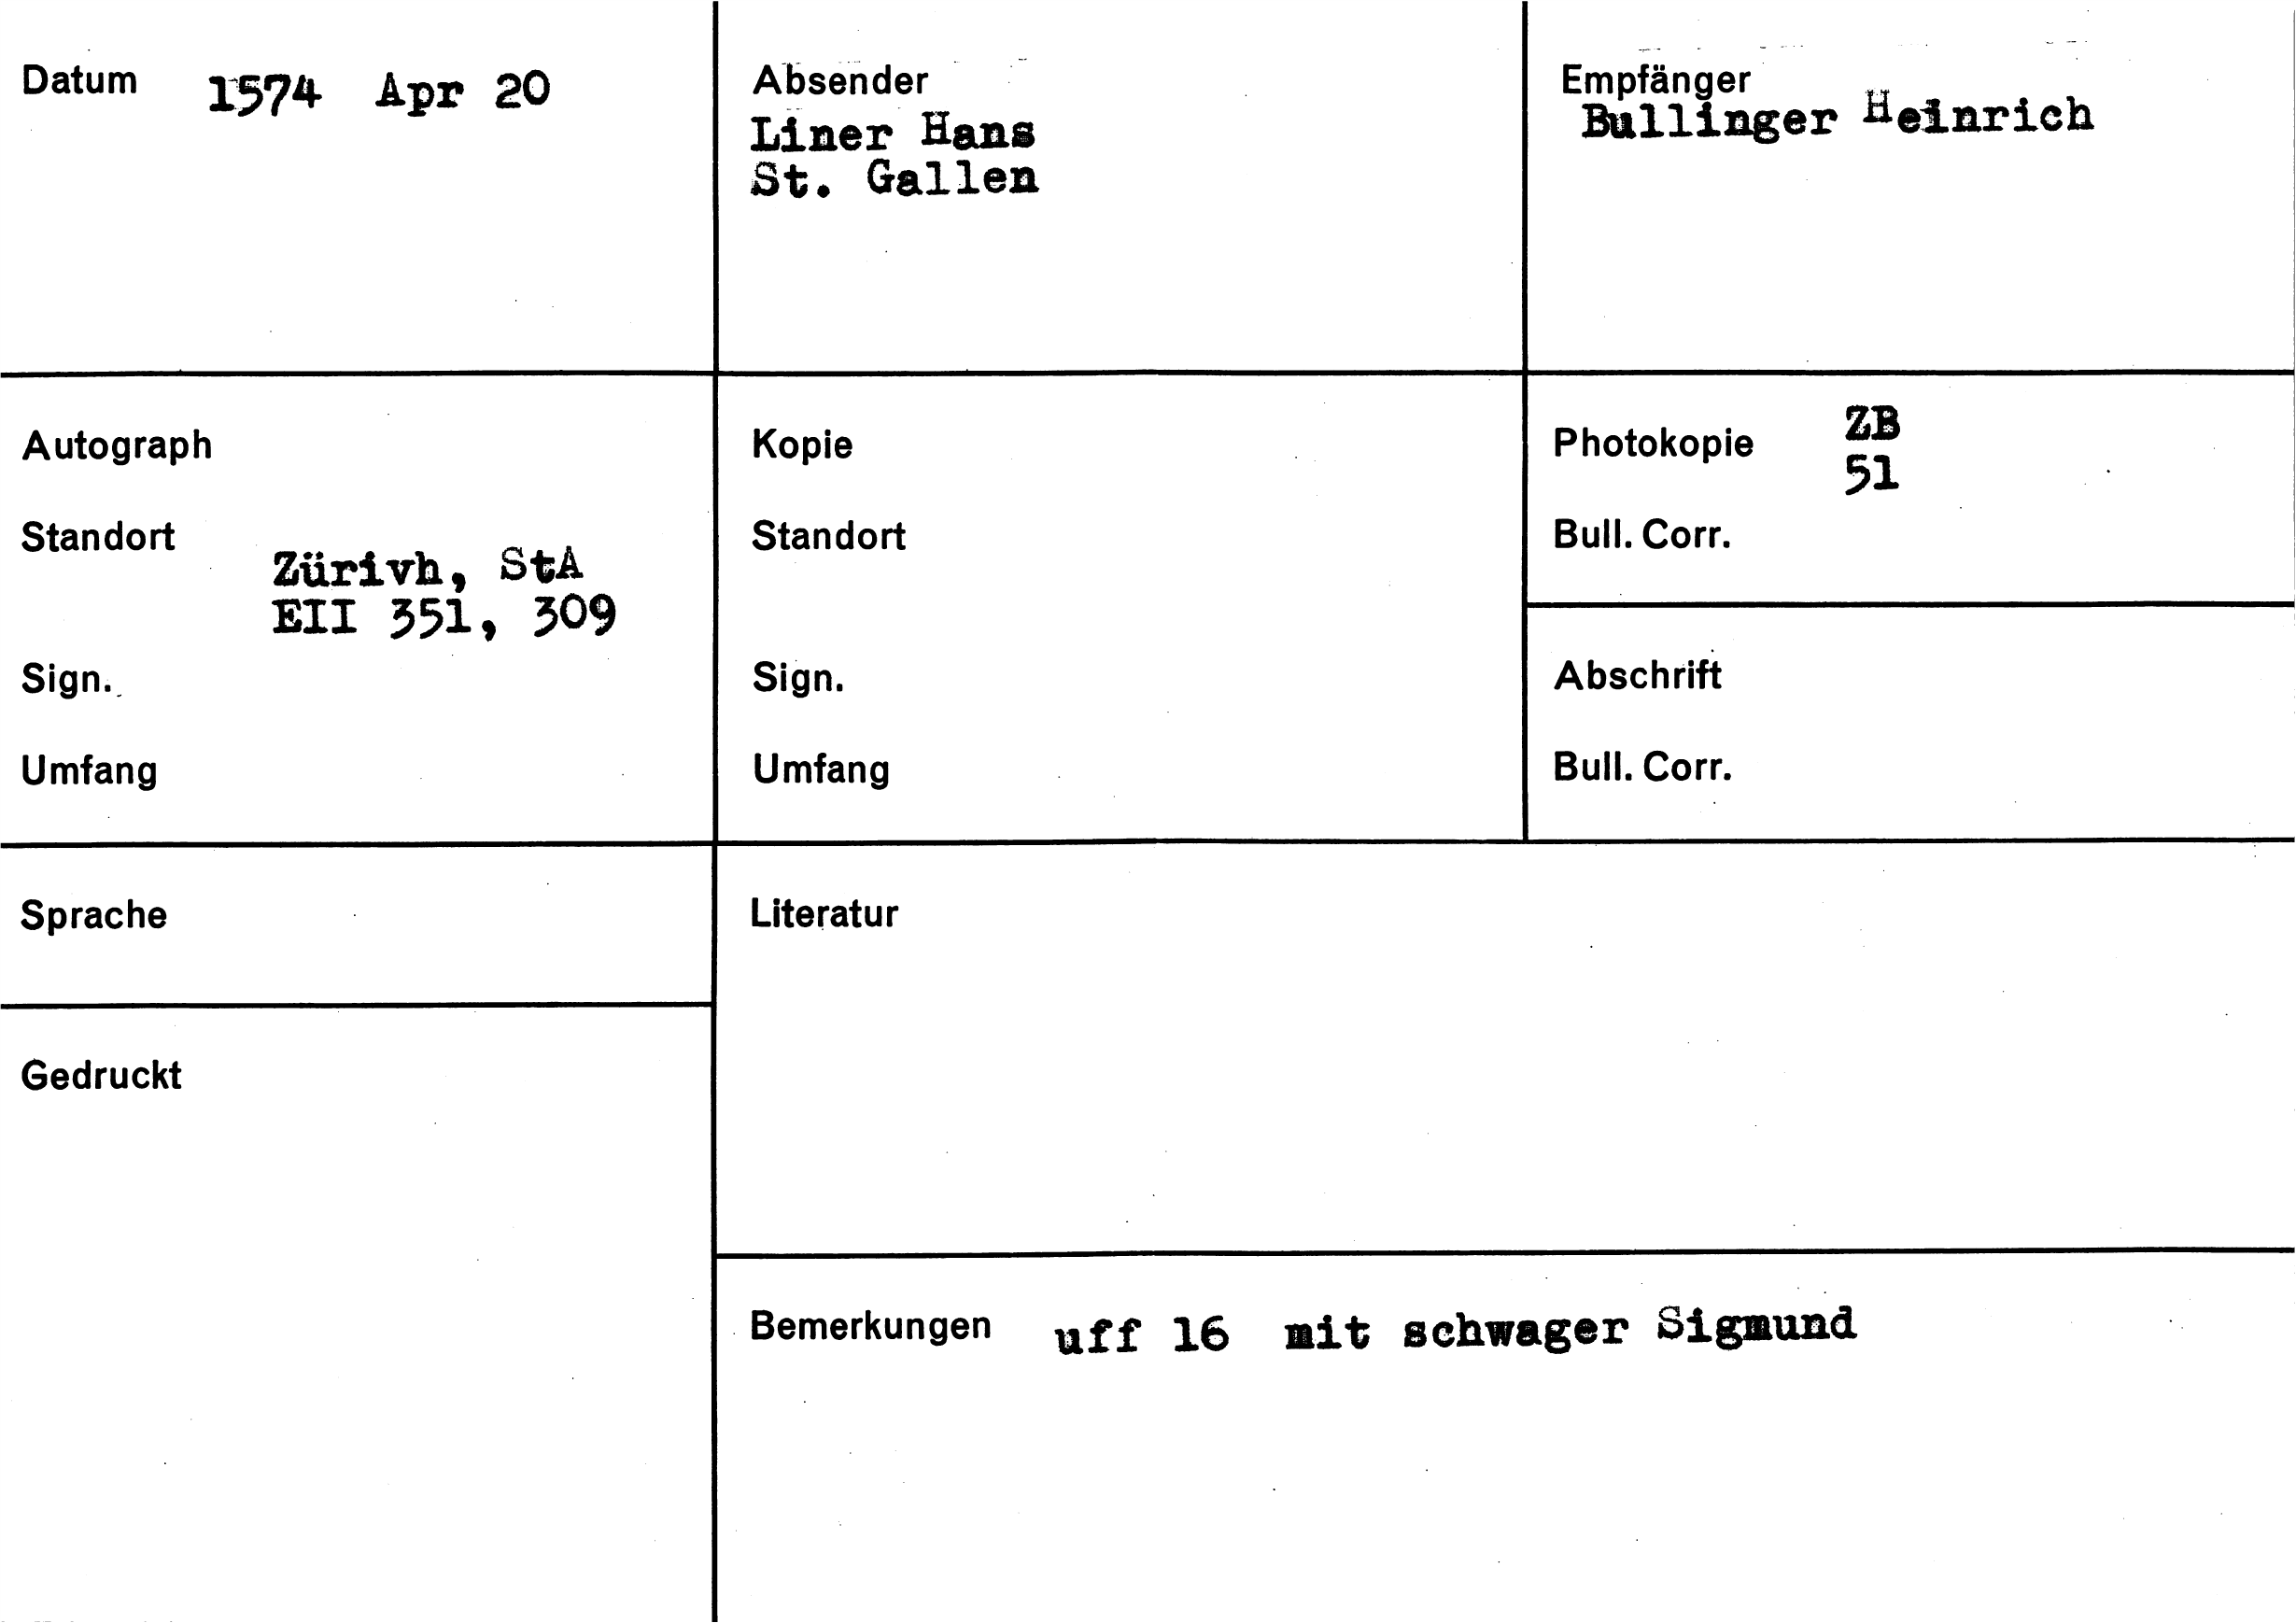 Datum 1574 Apr 20
Absender
Liner Hans
St. Gallen
Empfänger
Bullinger Heinrich
Autograph
Standort
Zürivh, StA
EII 351, 309
Sign.
Umfang
Kopie
Standort
Sign.
Umfang
Photokopie ZB
51
Bull. Corr.
Abschrift
Bull. Corr.
Sprache
Gedruckt
Literatur
Bemerkungen uff 16 mit schwager Sigmund